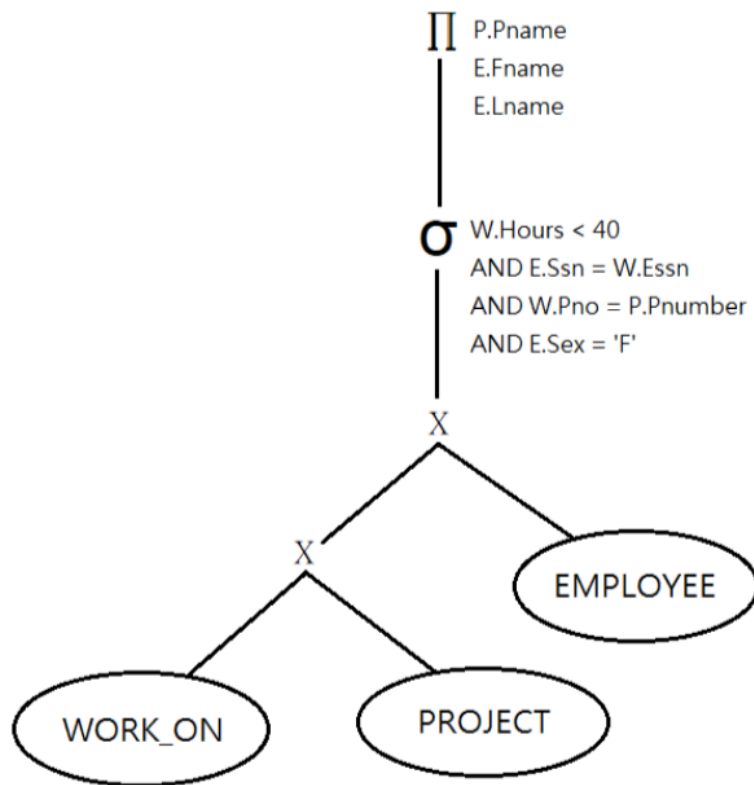 ∏ P.Pname
E.Fname
E.Lname
σ W.Hours < 40
AND E.Ssn = W.Essn
AND W.Pno = P.Pnumber
AND E.Sex = 'F'
X
X
EMPLOYEE
WORK_ON
PROJECT